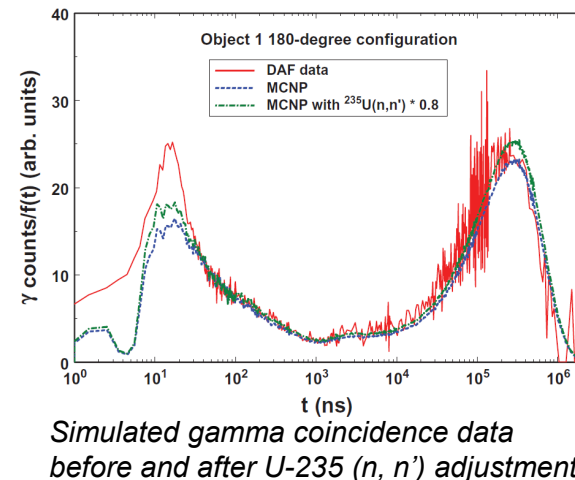 Object 1 180-degree configuration
DAF data
MCNP
MCNP with ²³⁵U(n,n') * 0.8
γ counts/f(t) (arb. units)
40
30
20
10
0
10⁰ 10¹ 10² 10³ 10⁴ 10⁵ 10⁶
t (ns)
Simulated gamma coincidence data
before and after U-235 (n, n’) adjustment